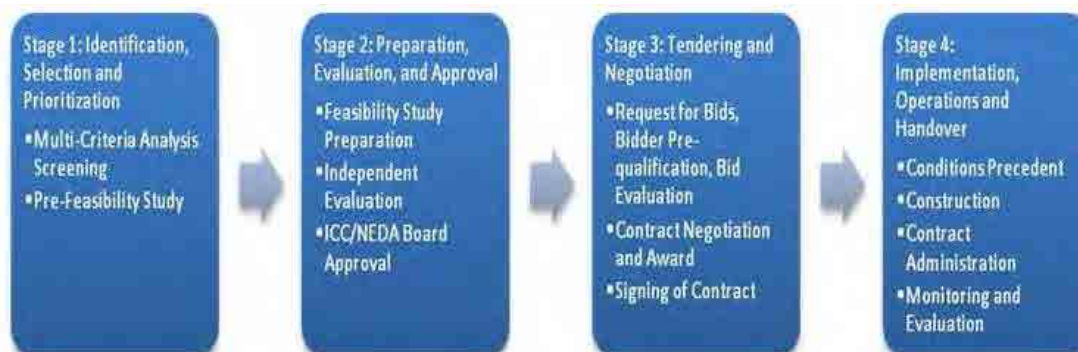 Stage 1: Identification,
Selection and
Prioritization
▪Multi-Criteria Analysis
Screening
▪Pre-Feasibility Study
Stage 2: Preparation,
Evaluation, and Approval
▪Feasibility Study
Preparation
▪Independent
Evaluation
▪ICC/NEDA Board
Approval
Stage 3: Tendering and
Negotiation
▪Request for Bids,
Bidder Pre-
qualification, Bid
Evaluation
▪Contract Negotiation
and Award
▪Signing of Contract
Stage 4:
Implementation,
Operations and
Handover
▪Conditions Precedent
▪Construction
▪Contract
Administration
▪Monitoring and
Evaluation